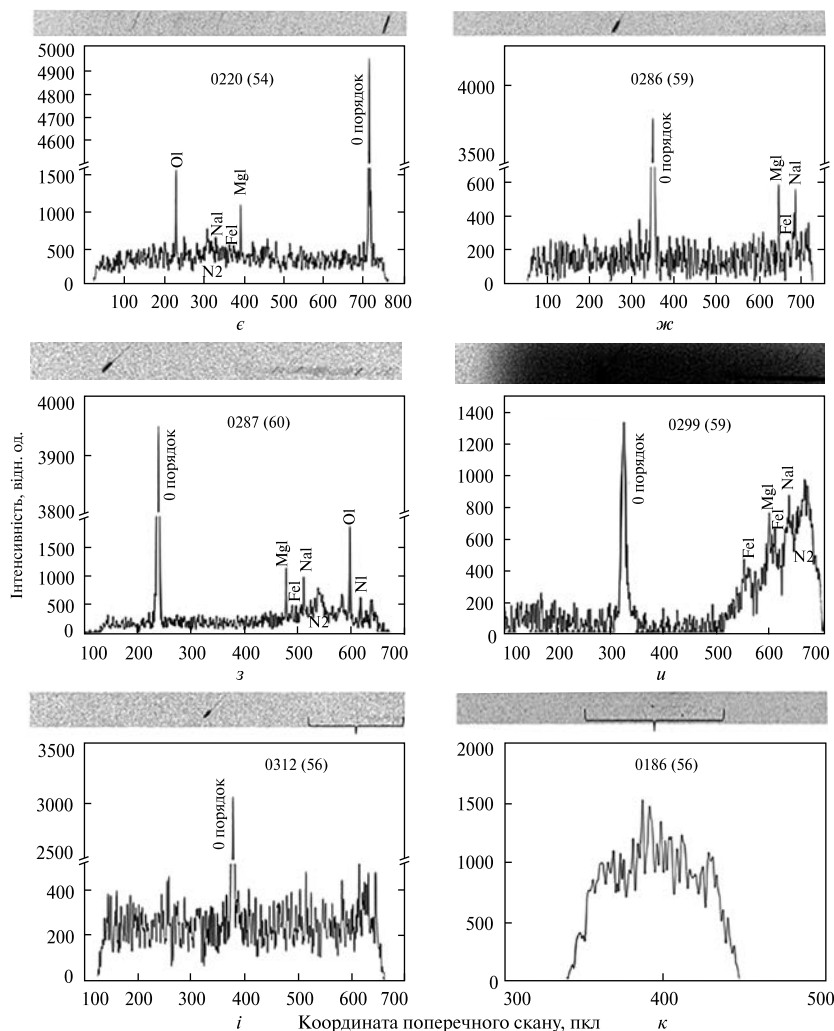 5000
4900
4800
4700
4600
1500
1000
500
0
0220 (54)
OI
N2
NaI
FeI
MgI
0 порядок
100 200 300 400 500 600 700 800
є
4000
3500
600
400
200
0
0286 (59)
0 порядок
MgI
FeI
NaI
100 200 300 400 500 600 700
ж
Інтенсивність, відн. од.
4000
3900
3800
1500
1000
500
0
0287 (60)
0 порядок
MgI
FeI
NaI
N2
OI
NI
100 200 300 400 500 600 700
з
1400
1200
1000
800
600
400
200
0
0299 (59)
0 порядок
FeI
MgI
FeI
NaI
N2
100 200 300 400 500 600 700
и
3500
3000
2500
400
200
0
0312 (56)
0 порядок
100 200 300 400 500 600 700
і
2000
1500
1000
500
0
0186 (56)
300 400 500
к
Координата поперечного скану, пкл